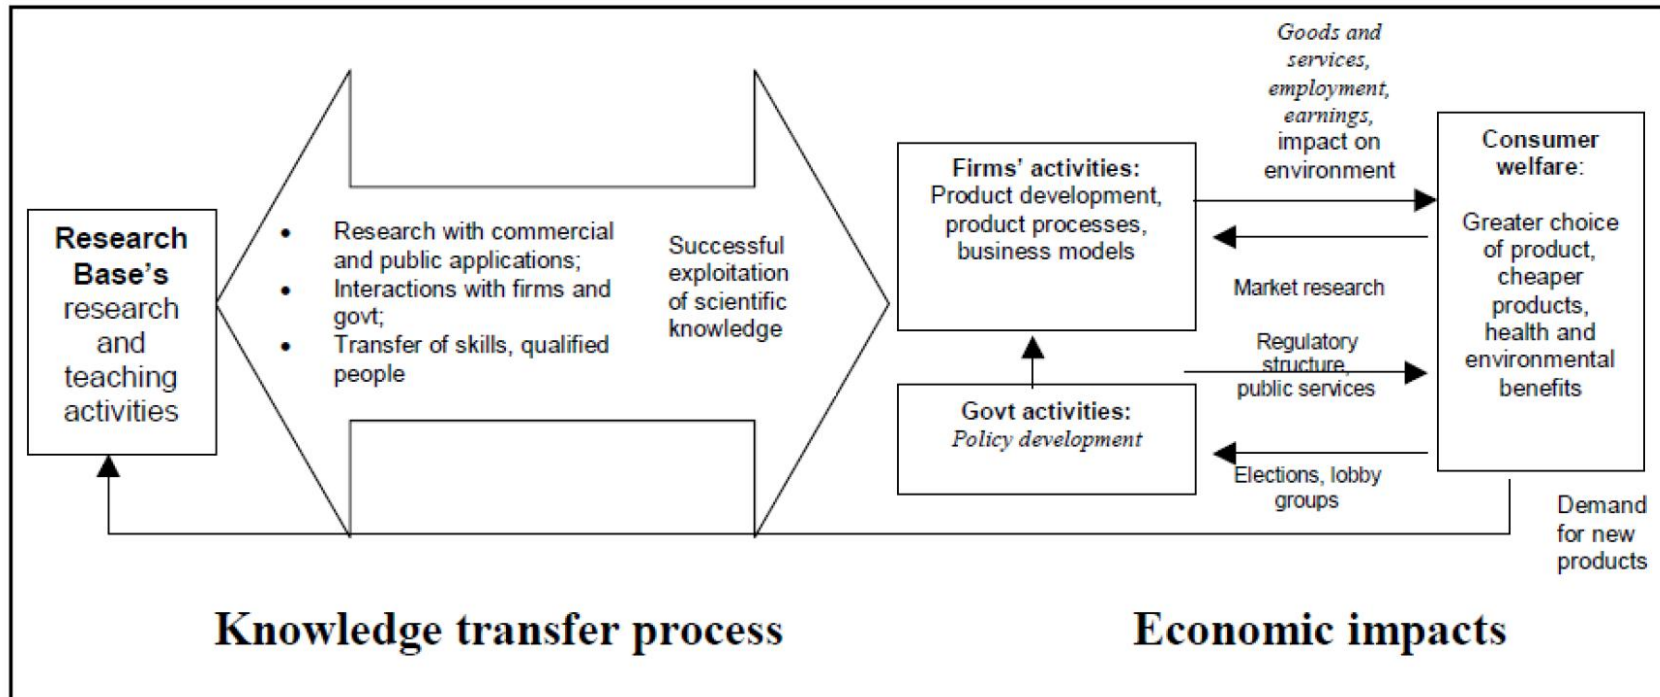 Research
Base's
research
and
teaching
activities
• Research with commercial
and public applications;
• Interactions with firms and
govt;
• Transfer of skills, qualified
people
Successful
exploitation
of scientific
knowledge
Firms' activities:
Product development,
product processes,
business models
Govt activities:
Policy development
Goods and
services,
employment,
earnings,
impact on
environment
Market research
Regulatory
structure,
public services
Elections, lobby
groups
Consumer
welfare:
Greater choice
of product,
cheaper
products,
health and
environmental
benefits
Demand
for new
products
Knowledge transfer process
Economic impacts